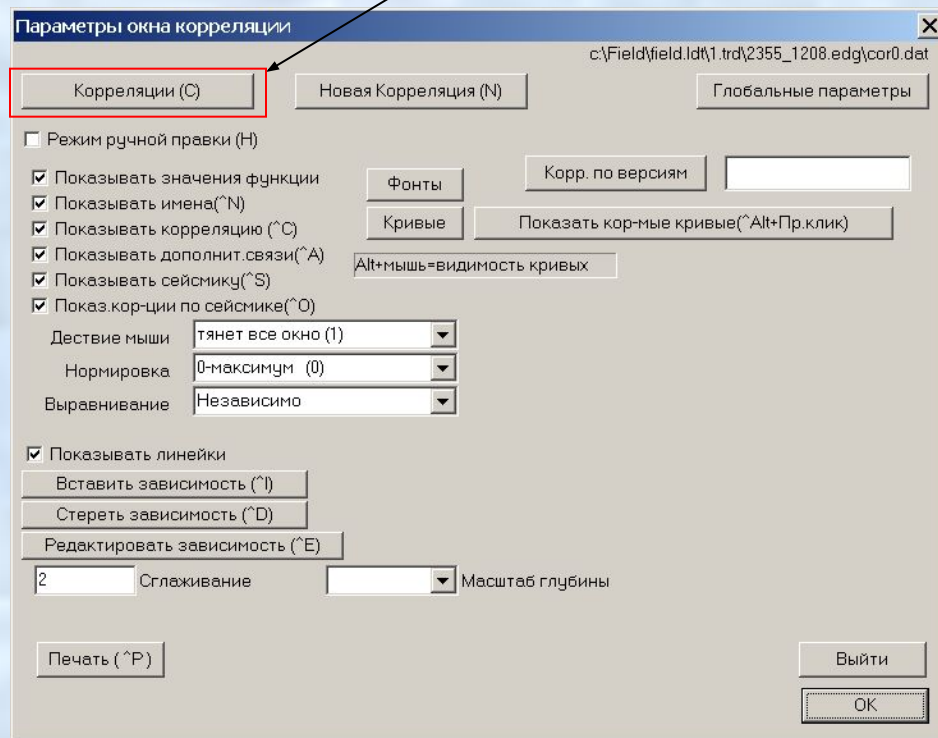 Параметры окна корреляции
c:\Field\field.ldt\1.trd\2355_1208.edg\cor0.dat
Корреляции (C) Новая Корреляция (N) Глобальные параметры
Режим ручной правки (H)
Показывать значения функции Фонты Корр. по версиям
Показывать имена(^N)
Показывать корреляцию (^C) Кривые Показать кор-мые кривые(^Alt+Пр.клик)
Показывать дополнит.связи(^A) Alt+мышь=видимость кривых
Показывать сейсмику(^S)
Показ.кор-ции по сейсмике(^O)
Дествие мыши тянет все окно (1)
Нормировка 0-максимум (0)
Выравнивание Независимо
Показывать линейки
Вставить зависимость (^I)
Стереть зависимость (^D)
Редактировать зависимость (^E)
2 Сглаживание Масштаб глубины
Печать (^P) Выйти
OK